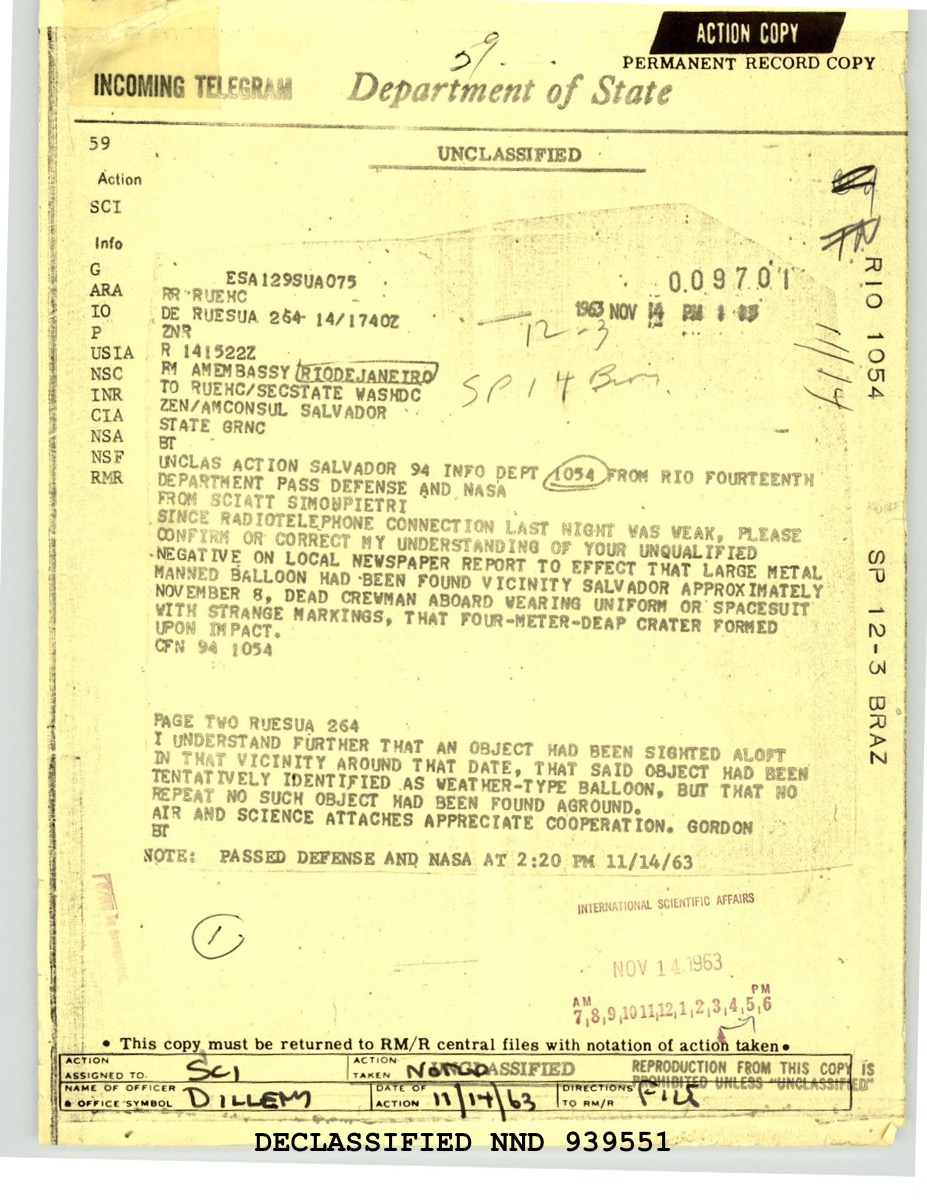 ACTION COPY
PERMANENT RECORD COPY
59
INCOMING TELEGRAM Department of State
59
UNCLASSIFIED
Action
SCI
Info
G
ARA
IO
P
USIA
NSC
INR
CIA
NSA
NSF
RMR
RIO 1054
11/14
SP 12-3 BRAZ
009701
1963 NOV 14 PM
12-3
SP 14
ESA129SUA075
RR RUEHC
DE RUESUA 264 14/1740Z
ZNR
R 141522Z
FM AMEMBASSY RIODEJANEIRO
TO RUEHC/SECSTATE WASHDC
ZEN/AMCONSUL SALVADOR
STATE GRNC
BT
UNCLAS ACTION SALVADOR 94 INFO DEPT 1054 FROM RIO FOURTEENTH
DEPARTMENT PASS DEFENSE AND NASA
FROM SCIATT SIMONPIETRI
SINCE RADIOTELEPHONE CONNECTION LAST NIGHT WAS WEAK, PLEASE
CONFIRM OR CORRECT MY UNDERSTANDING OF YOUR UNQUALIFIED
NEGATIVE ON LOCAL NEWSPAPER REPORT TO EFFECT THAT LARGE METAL
MANNED BALLOON HAD BEEN FOUND VICINITY SALVADOR APPROXIMATELY
NOVEMBER 8, DEAD CREWMAN ABOARD WEARING UNIFORM OR SPACESUIT
WITH STRANGE MARKINGS, THAT FOUR-METER-DEAP CRATER FORMED
UPON IMPACT.
CFN 94 1054
PAGE TWO RUESUA 264
I UNDERSTAND FURTHER THAT AN OBJECT HAD BEEN SIGHTED ALOFT
IN THAT VICINITY AROUND THAT DATE, THAT SAID OBJECT HAD BEEN
TENTATIVELY IDENTIFIED AS WEATHER-TYPE BALLOON, BUT THAT NO
REPEAT NO SUCH OBJECT HAD BEEN FOUND AGROUND.
AIR AND SCIENCE ATTACHES APPRECIATE COOPERATION. GORDON
BT
NOTE: PASSED DEFENSE AND NASA AT 2:20 PM 11/14/63
INTERNATIONAL SCIENTIFIC AFFAIRS
1
NOV 14 1963
AM PM
7,8,9,10,11,12,1,2,3,4,5,6
• This copy must be returned to RM/R central files with notation of action taken •
ACTION ASSIGNED TO. SCI
ACTION TAKEN
UNCLASSIFIED
REPRODUCTION FROM THIS COPY IS
PROHIBITED UNLESS "UNCLASSIFIED"
NAME OF OFFICER & OFFICE SYMBOL DILLERY
DATE OF ACTION 11/14/63
DIRECTIONS TO RM/R FILE
DECLASSIFIED NND 939551